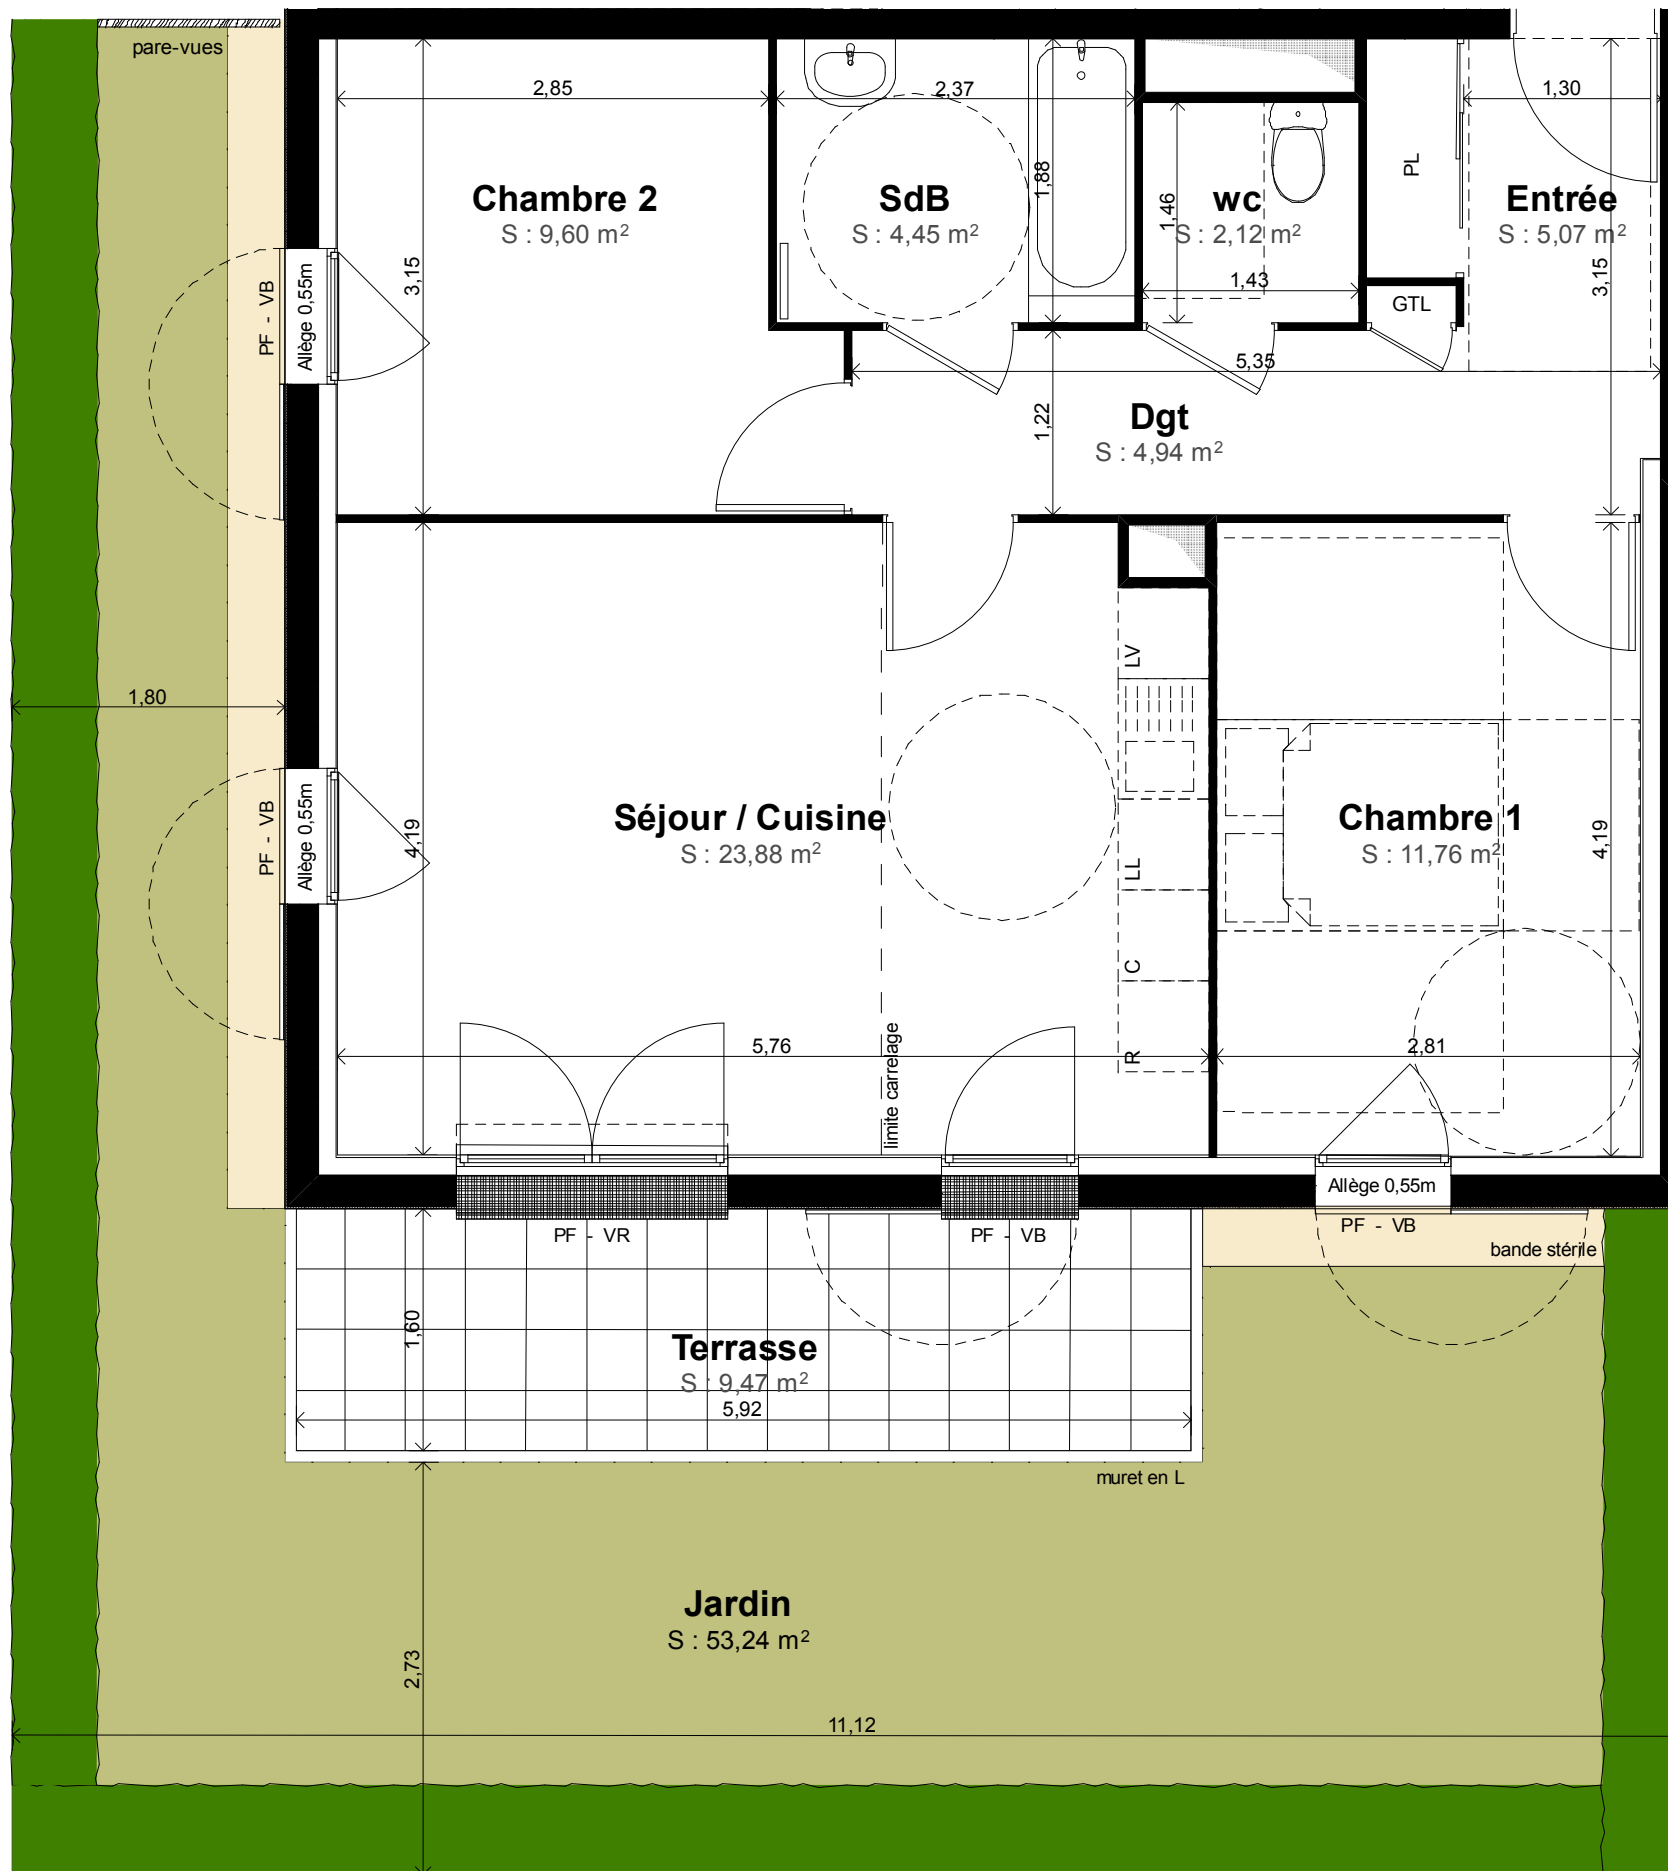 pare-vues
2,85
2,37
1,30
Chambre 2
S : 9,60 m²
SdB
S : 4,45 m²
1,88
wc
S : 2,12 m²
1,46
1,43
PL
Entrée
S : 5,07 m²
3,15
3,15
GTL
PF - VB
Allège 0,55m
5,35
1,22
Dgt
S : 4,94 m²
LV
1,80
PF - VB
Allège 0,55m
4,19
Séjour / Cuisine
S : 23,88 m²
LL
Chambre 1
S : 11,76 m²
4,19
C
R
5,76
limite carrelage
2,81
Allège 0,55m
PF - VR
PF - VB
PF - VB
bande stérile
1,60
Terrasse
S : 9,47 m²
5,92
muret en L
Jardin
S : 53,24 m²
2,73
11,12